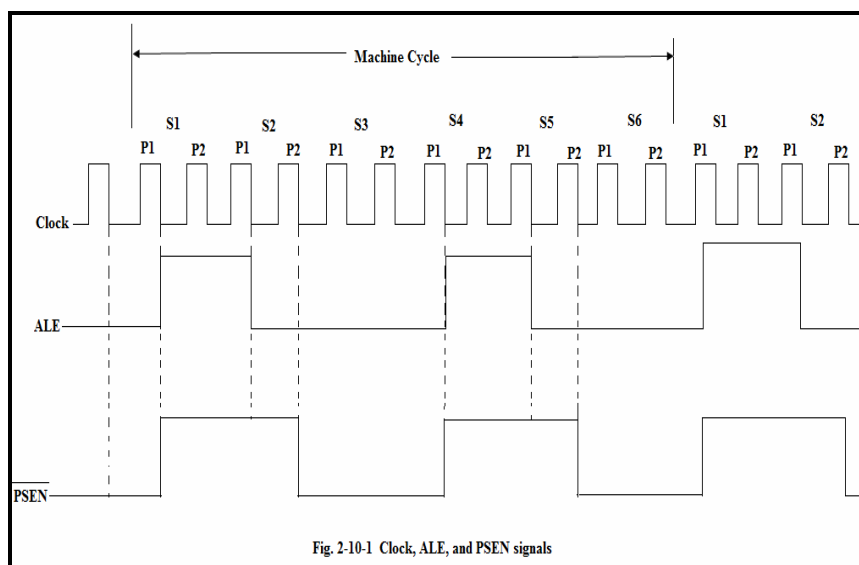 Machine Cycle
S1 S2 S3 S4 S5 S6 S1 S2
P1 P2 P1 P2 P1 P2 P1 P2 P1 P2 P1 P2 P1 P2 P1 P2
Clock
ALE
PSEN
Fig. 2-10-1 Clock, ALE, and PSEN signals